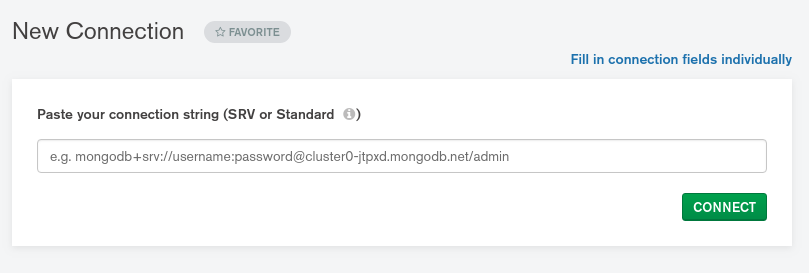 New Connection
FAVORITE
Fill in connection fields individually
Paste your connection string (SRV or Standard )
e.g. mongodb+srv://username:password@cluster0-jtpxd.mongodb.net/admin
CONNECT